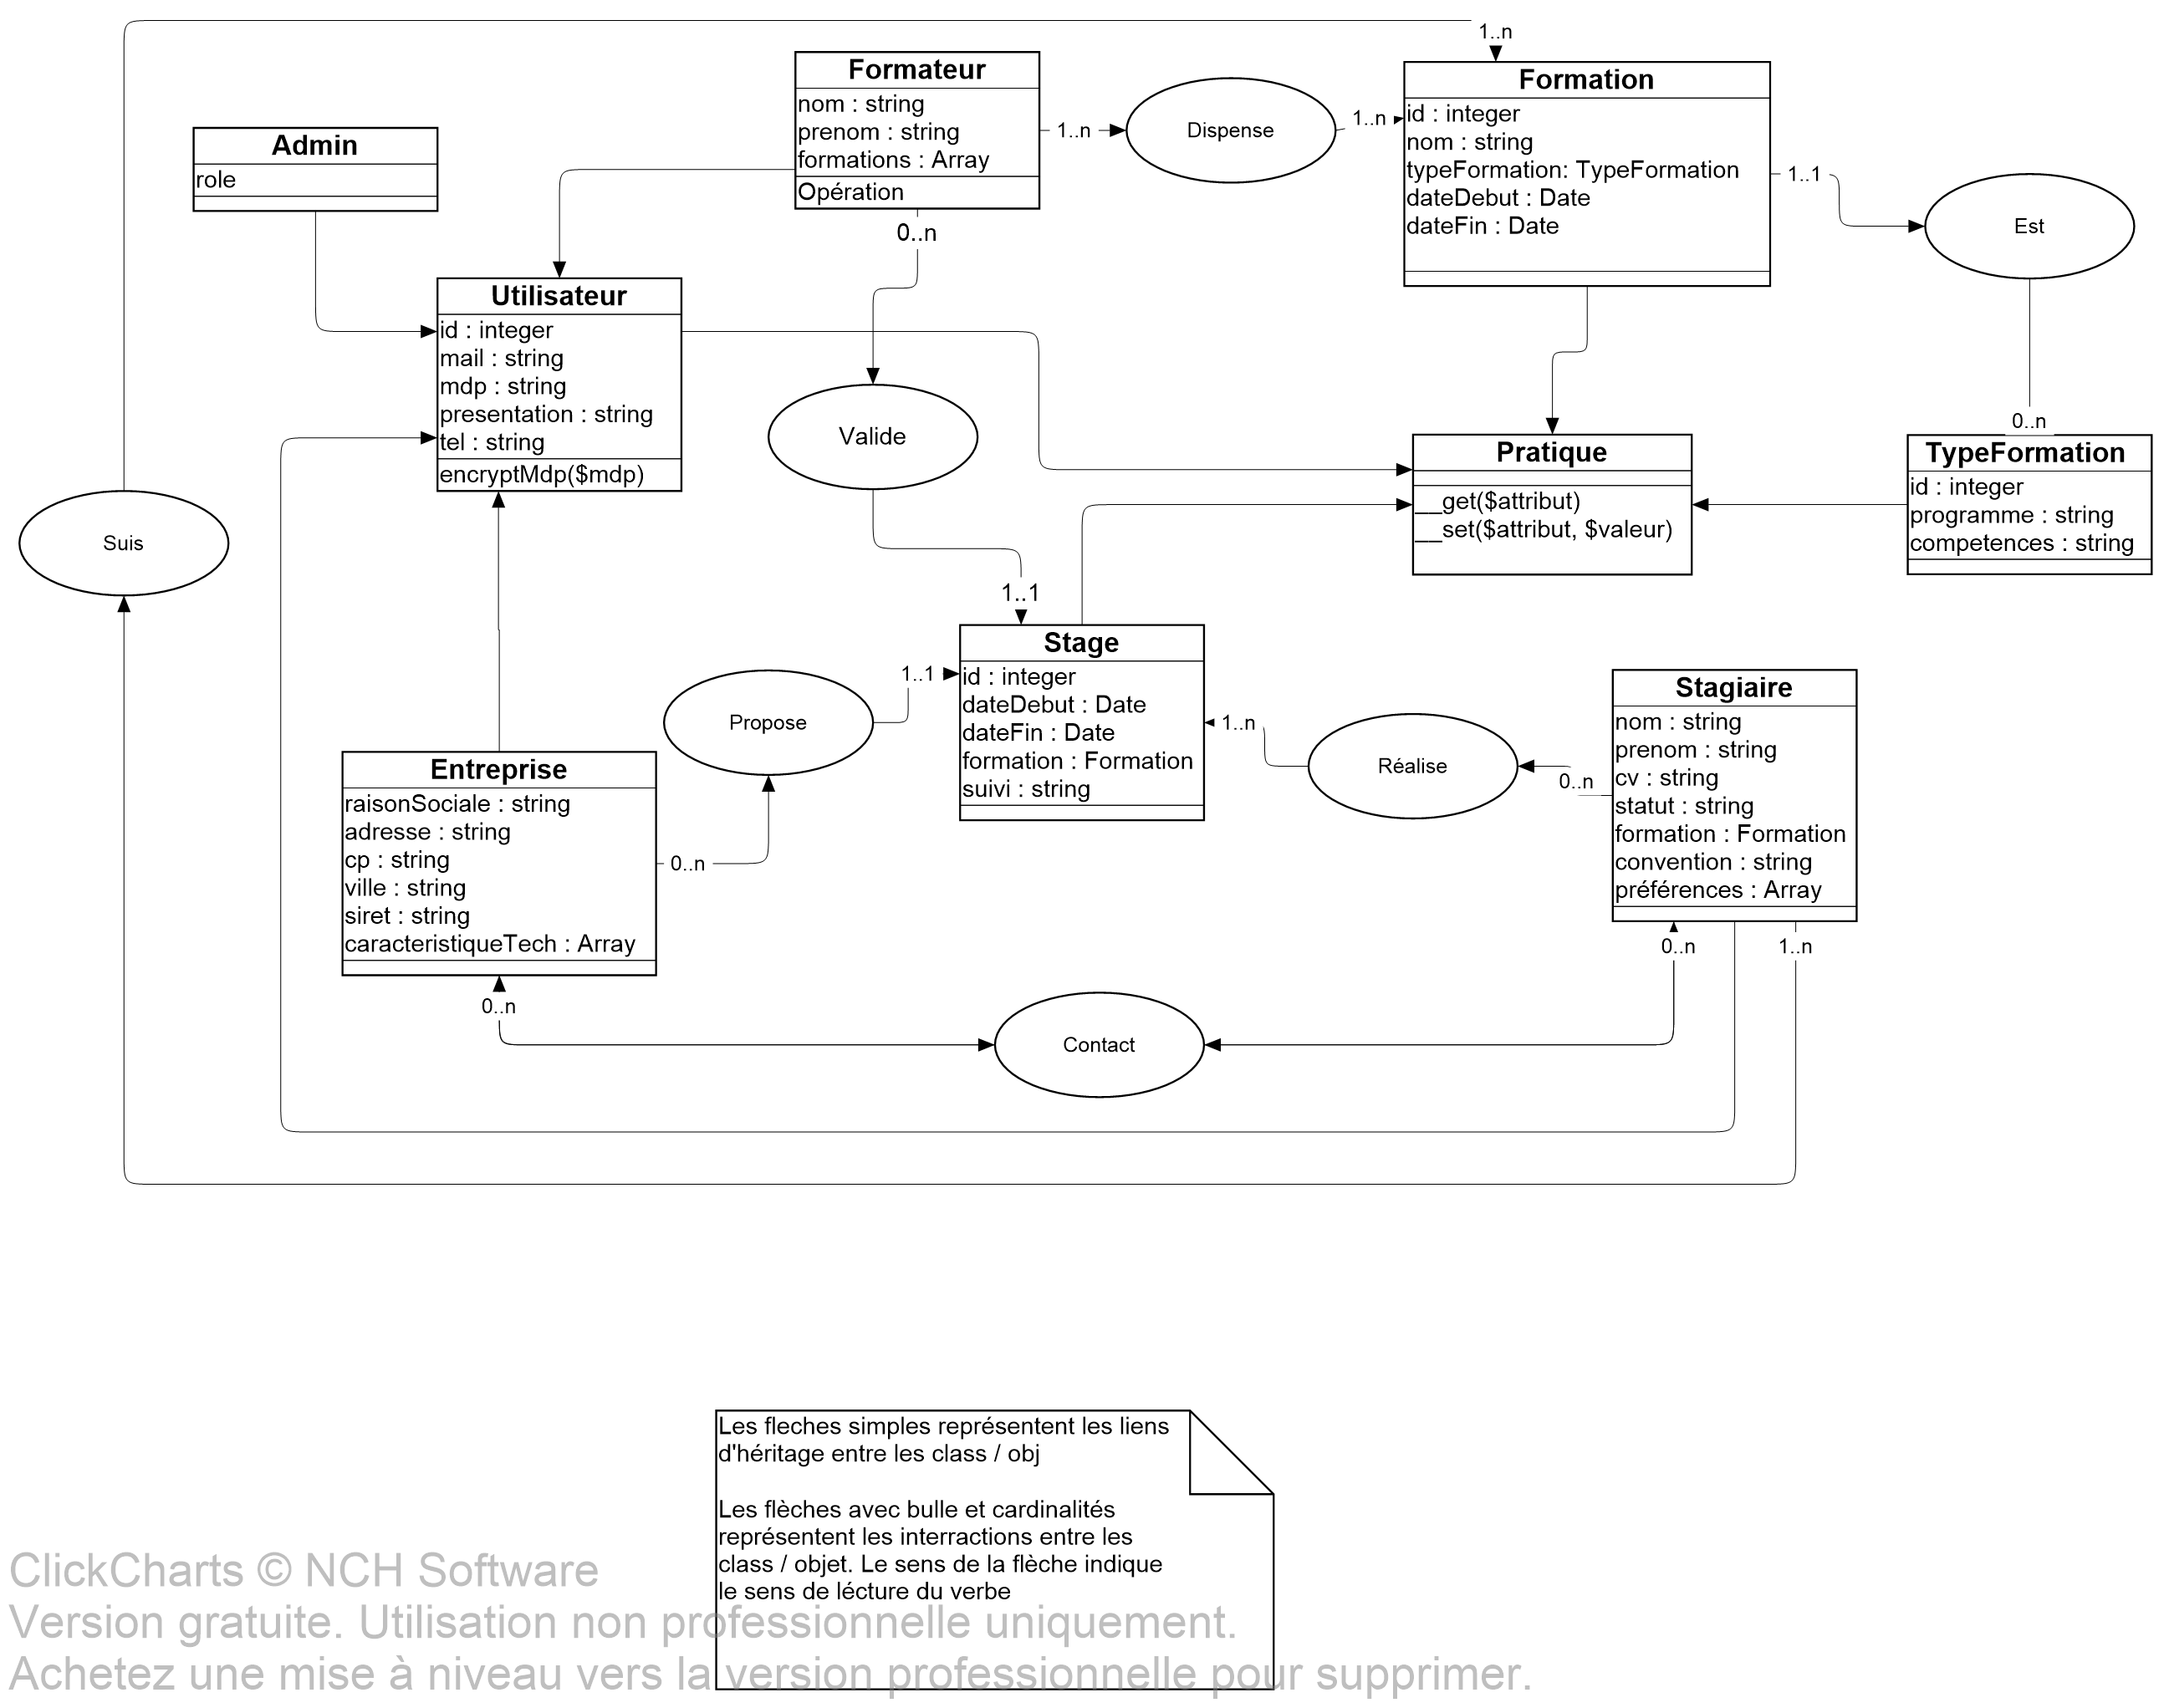 1..n
Formateur
nom : string
prenom : string
formations : Array
Opération
1..n
Dispense
1..n
Formation
id : integer
nom : string
typeFormation: TypeFormation
dateDebut : Date
dateFin : Date
1..1
Est
Admin
role
0..n
Utilisateur
id : integer
mail : string
mdp : string
presentation : string
tel : string
encryptMdp($mdp)
Valide
Pratique
__get($attribut)
__set($attribut, $valeur)
0..n
TypeFormation
id : integer
programme : string
competences : string
Suis
1..1
Stage
id : integer
dateDebut : Date
dateFin : Date
formation : Formation
suivi : string
1..1
Propose
1..n
Réalise
0..n
Stagiaire
nom : string
prenom : string
cv : string
statut : string
formation : Formation
convention : string
préférences : Array
Entreprise
raisonSociale : string
adresse : string
cp : string
ville : string
siret : string
caracteristiqueTech : Array
0..n
0..n
1..n
0..n
Contact
Les fleches simples représentent les liens
d'héritage entre les class / obj
Les flèches avec bulle et cardinalités
représentent les interractions entre les
class / objet. Le sens de la flèche indique
le sens de lécture du verbe
ClickCharts © NCH Software
Version gratuite. Utilisation non professionnelle uniquement.
Achetez une mise à niveau vers la version professionnelle pour supprimer.